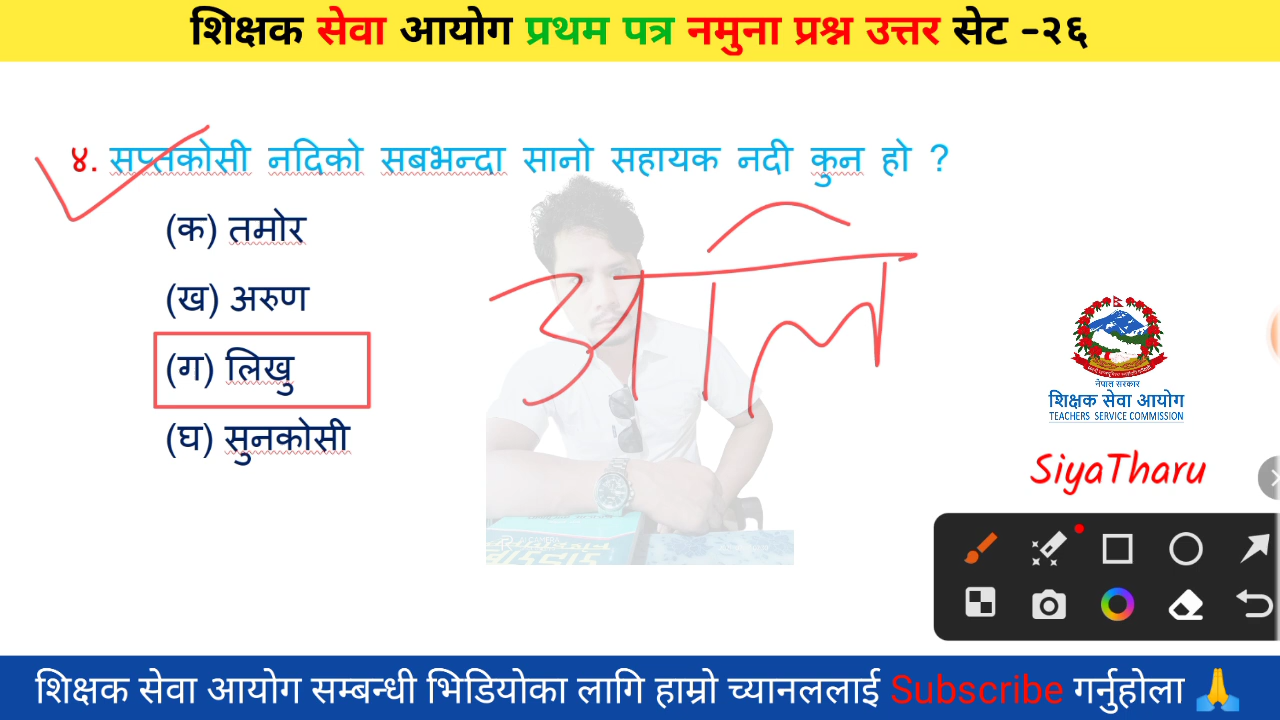 शिक्षक सेवा आयोग प्रथम पत्र नमुना प्रश्न उत्तर सेट -२६
४. सप्तकोसी नदिको सबभन्दा सानो सहायक नदी कुन हो ?
(क) तमोर
(ख) अरुण
(ग) लिखु
(घ) सुनकोसी
नेपाल सरकार
शिक्षक सेवा आयोग
TEACHERS SERVICE COMMISSION
SiyaTharu
शिक्षक सेवा आयोग सम्बन्धी भिडियोका लागि हाम्रो च्यानललाई Subscribe गर्नुहोला 🙏